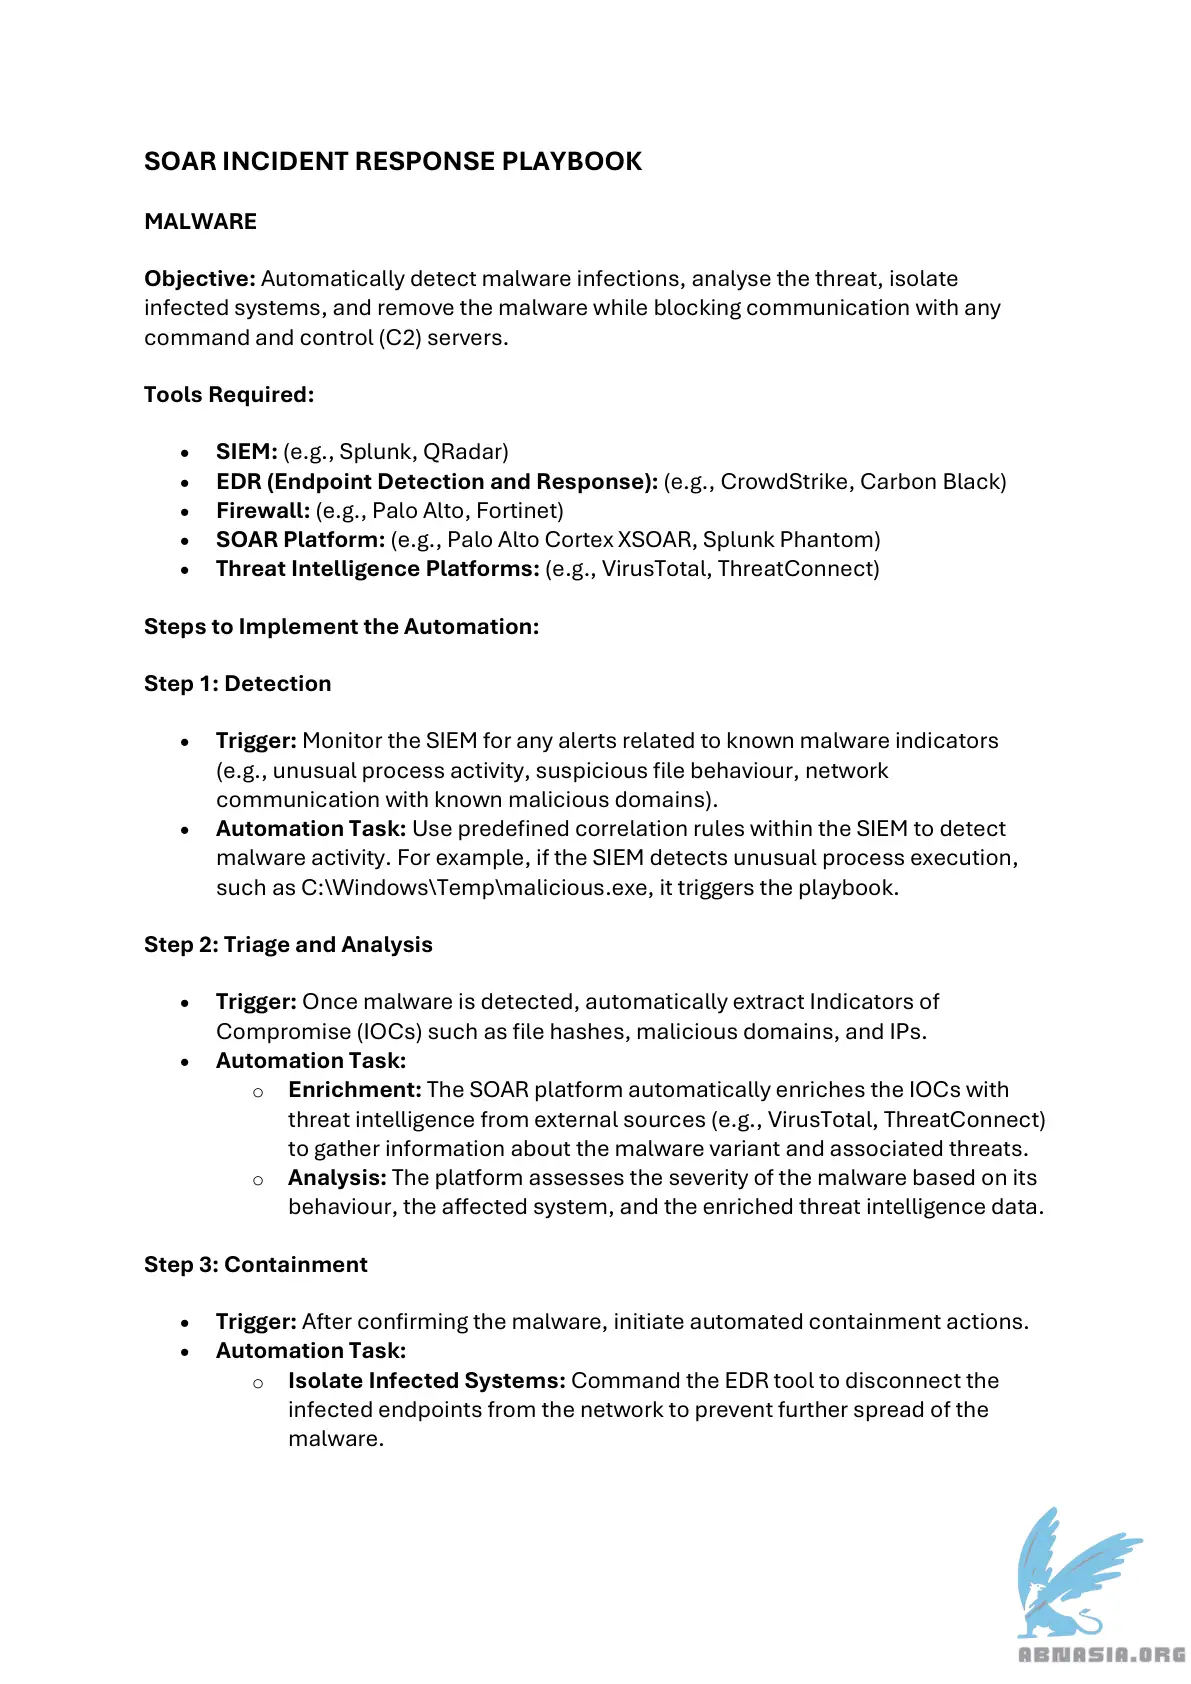 SOAR INCIDENT RESPONSE PLAYBOOK
MALWARE
Objective: Automatically detect malware infections, analyse the threat, isolate
infected systems, and remove the malware while blocking communication with any
command and control (C2) servers.
Tools Required:
• SIEM: (e.g., Splunk, QRadar)
• EDR (Endpoint Detection and Response): (e.g., CrowdStrike, Carbon Black)
• Firewall: (e.g., Palo Alto, Fortinet)
• SOAR Platform: (e.g., Palo Alto Cortex XSOAR, Splunk Phantom)
• Threat Intelligence Platforms: (e.g., VirusTotal, ThreatConnect)
Steps to Implement the Automation:
Step 1: Detection
• Trigger: Monitor the SIEM for any alerts related to known malware indicators
(e.g., unusual process activity, suspicious file behaviour, network
communication with known malicious domains).
• Automation Task: Use predefined correlation rules within the SIEM to detect
malware activity. For example, if the SIEM detects unusual process execution,
such as C:\Windows\Temp\malicious.exe, it triggers the playbook.
Step 2: Triage and Analysis
• Trigger: Once malware is detected, automatically extract Indicators of
Compromise (IOCs) such as file hashes, malicious domains, and IPs.
• Automation Task:
o Enrichment: The SOAR platform automatically enriches the IOCs with
threat intelligence from external sources (e.g., VirusTotal, ThreatConnect)
to gather information about the malware variant and associated threats.
o Analysis: The platform assesses the severity of the malware based on its
behaviour, the affected system, and the enriched threat intelligence data.
Step 3: Containment
• Trigger: After confirming the malware, initiate automated containment actions.
• Automation Task:
o Isolate Infected Systems: Command the EDR tool to disconnect the
infected endpoints from the network to prevent further spread of the
malware.
ABNASIA.ORG